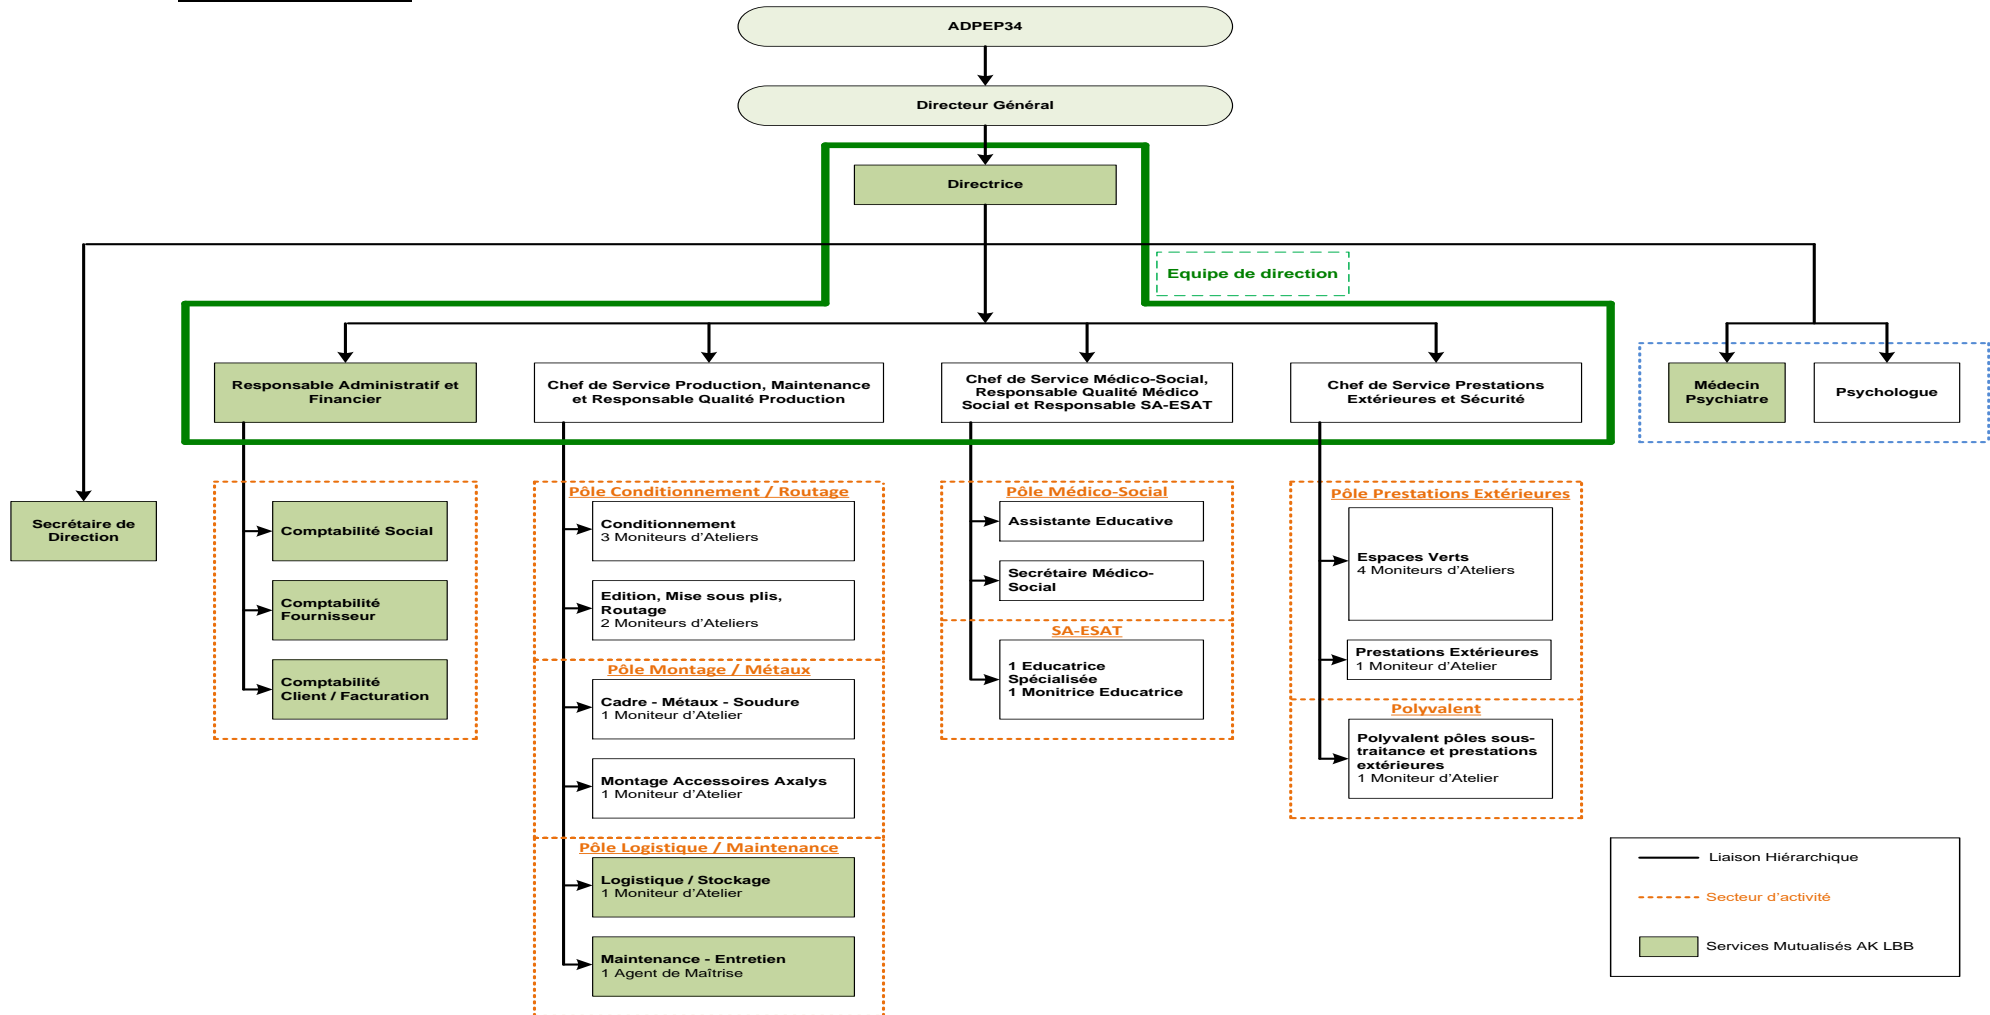 ADPEP34
Directeur Général
Directrice
Equipe de direction
Responsable Administratif et
Financier
Chef de Service Production, Maintenance
et Responsable Qualité Production
Chef de Service Médico-Social,
Responsable Qualité Médico
Social et Responsable SA-ESAT
Chef de Service Prestations
Extérieures et Sécurité
Médecin
Psychiatre
Psychologue
Secrétaire de
Direction
Comptabilité Social
Comptabilité
Fournisseur
Comptabilité
Client / Facturation
Pôle Conditionnement / Routage
Conditionnement
3 Moniteurs d'Ateliers
Edition, Mise sous plis,
Routage
2 Moniteurs d'Ateliers
Pôle Montage / Métaux
Cadre - Métaux - Soudure
1 Moniteur d'Atelier
Montage Accessoires Axalys
1 Moniteur d'Atelier
Pôle Logistique / Maintenance
Logistique / Stockage
1 Moniteur d'Atelier
Maintenance - Entretien
1 Agent de Maîtrise
Pôle Médico-Social
Assistante Educative
Secrétaire Médico-
Social
SA-ESAT
1 Educatrice
Spécialisée
1 Monitrice Educatrice
Pôle Prestations Extérieures
Espaces Verts
4 Moniteurs d'Ateliers
Prestations Extérieures
1 Moniteur d'Atelier
Polyvalent
Polyvalent pôles sous-
traitance et prestations
extérieures
1 Moniteur d'Atelier
Liaison Hiérarchique
Secteur d'activité
Services Mutualisés AK LBB